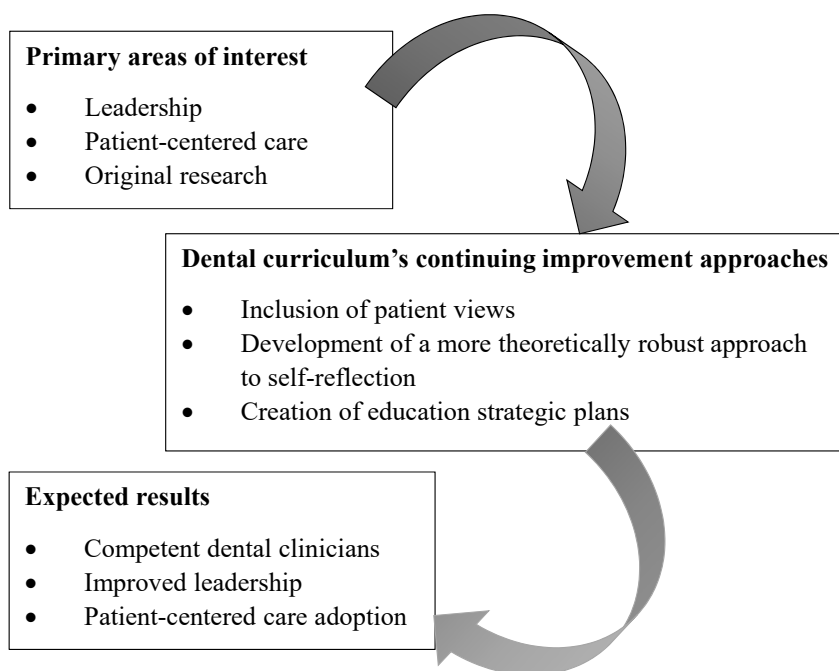 Primary areas of interest
• Leadership
• Patient-centered care
• Original research
Dental curriculum’s continuing improvement approaches
• Inclusion of patient views
• Development of a more theoretically robust approach
to self-reflection
• Creation of education strategic plans
Expected results
• Competent dental clinicians
• Improved leadership
• Patient-centered care adoption